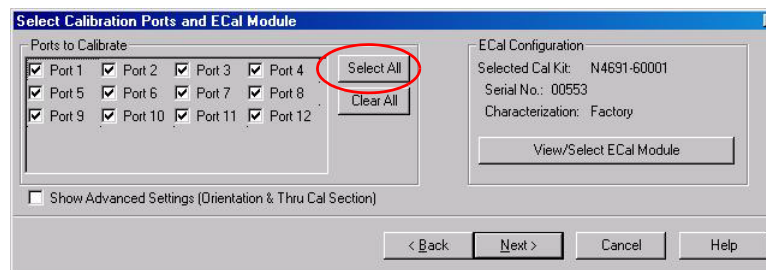 Select Calibration Ports and ECal Module
Ports to Calibrate
Port 1 Port 2 Port 3 Port 4
Port 5 Port 6 Port 7 Port 8
Port 9 Port 10 Port 11 Port 12
Select All
Clear All
ECal Configuration
Selected Cal Kit: N4691-60001
Serial No.: 00553
Characterization: Factory
View/Select ECal Module
Show Advanced Settings (Orientation & Thru Cal Section)
< Back Next > Cancel Help